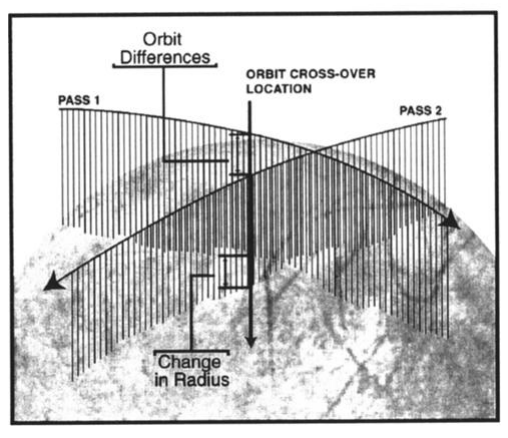 Orbit
Differences
ORBIT CROSS-OVER
LOCATION
PASS 1
PASS 2
Change
in Radius